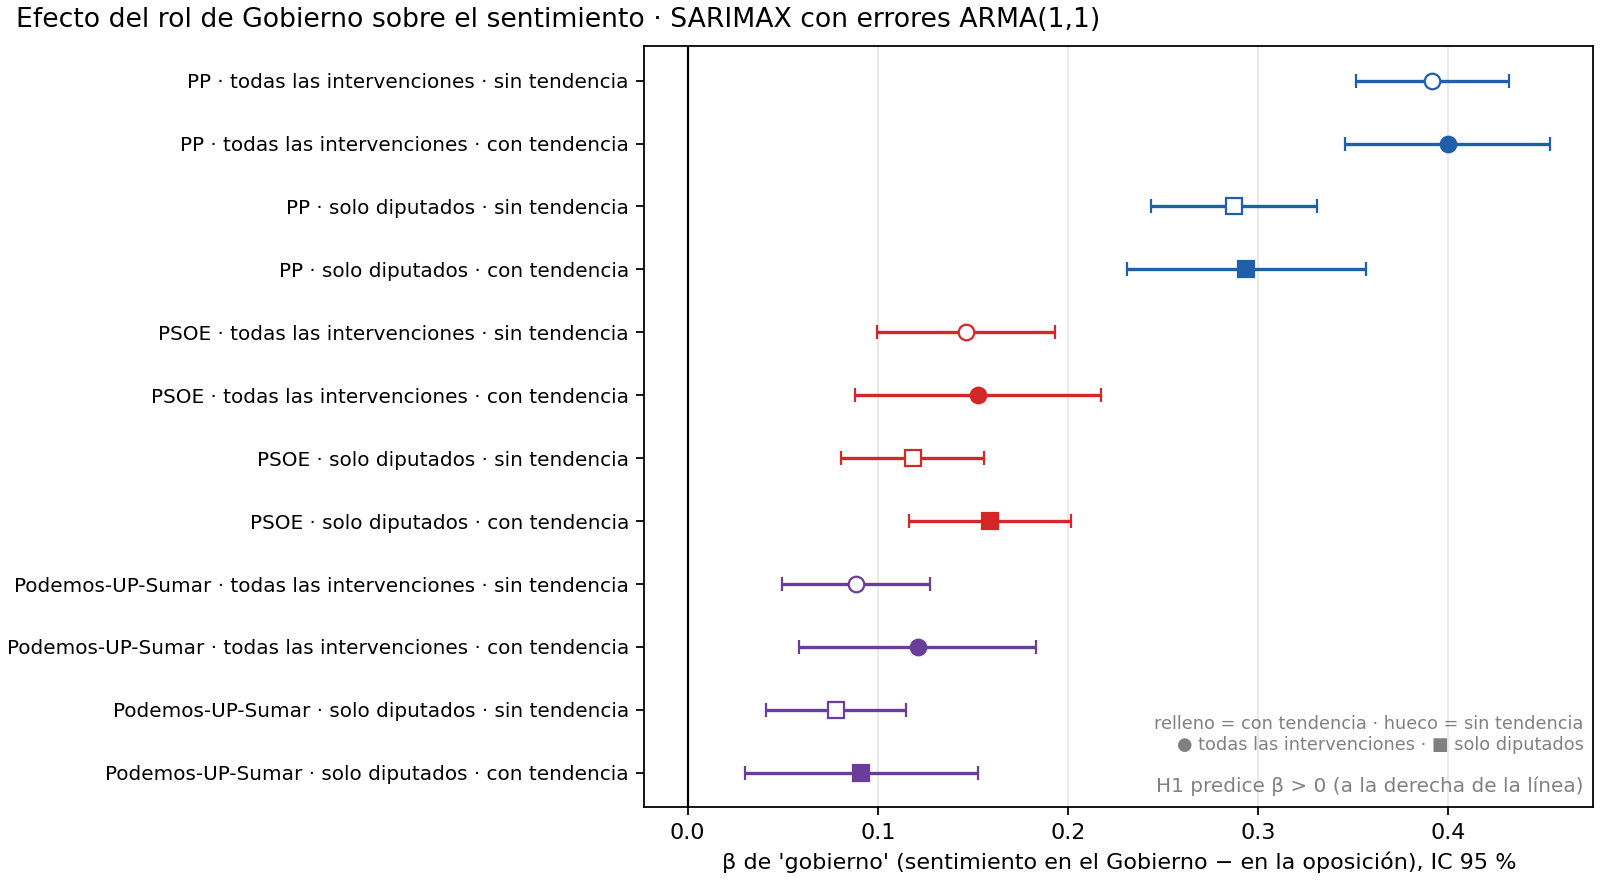 Efecto del rol de Gobierno sobre el sentimiento · SARIMAX con errores ARMA(1,1)
PP · todas las intervenciones · sin tendencia
PP · todas las intervenciones · con tendencia
PP · solo diputados · sin tendencia
PP · solo diputados · con tendencia
PSOE · todas las intervenciones · sin tendencia
PSOE · todas las intervenciones · con tendencia
PSOE · solo diputados · sin tendencia
PSOE · solo diputados · con tendencia
Podemos-UP-Sumar · todas las intervenciones · sin tendencia
Podemos-UP-Sumar · todas las intervenciones · con tendencia
Podemos-UP-Sumar · solo diputados · sin tendencia
Podemos-UP-Sumar · solo diputados · con tendencia
relleno = con tendencia · hueco = sin tendencia
● todas las intervenciones · ■ solo diputados
H1 predice β > 0 (a la derecha de la línea)
0.0 0.1 0.2 0.3 0.4
β de 'gobierno' (sentimiento en el Gobierno − en la oposición), IC 95 %